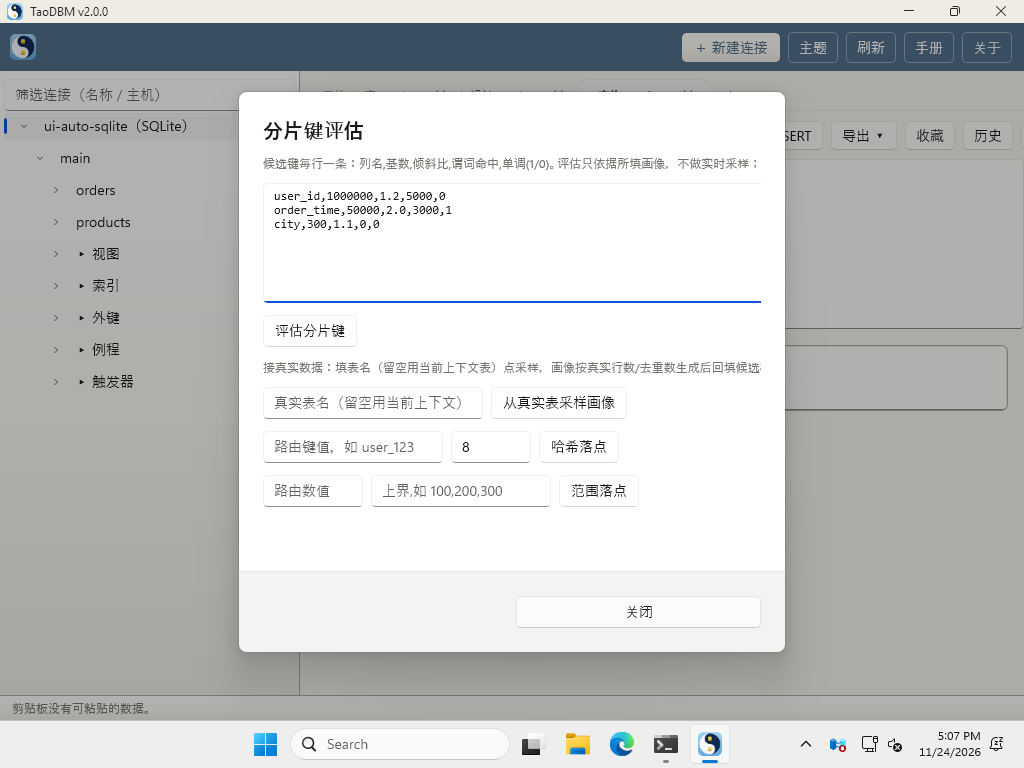 TaoDBM v2.0.0
+ 新建连接
主题
刷新
手册
关于
筛选连接（名称 / 主机）
ui-auto-sqlite（SQLite）
main
orders
products
视图
索引
外键
例程
触发器
SERT
导出
收藏
历史
分片键评估
候选键每行一条：列名,基数,倾斜比,谓词命中,单调(1/0)。评估只依据所填画像，不做实时采样：
user_id,1000000,1.2,5000,0
order_time,50000,2.0,3000,1
city,300,1.1,0,0
评估分片键
接真实数据：填表名（留空用当前上下文表）点采样，画像按真实行数/去重数生成后回填候选
真实表名（留空用当前上下文）
从真实表采样画像
路由键值，如 user_123
8
哈希落点
路由数值
上界,如 100,200,300
范围落点
关闭
剪贴板没有可粘贴的数据。
Search
5:07 PM
11/24/2026